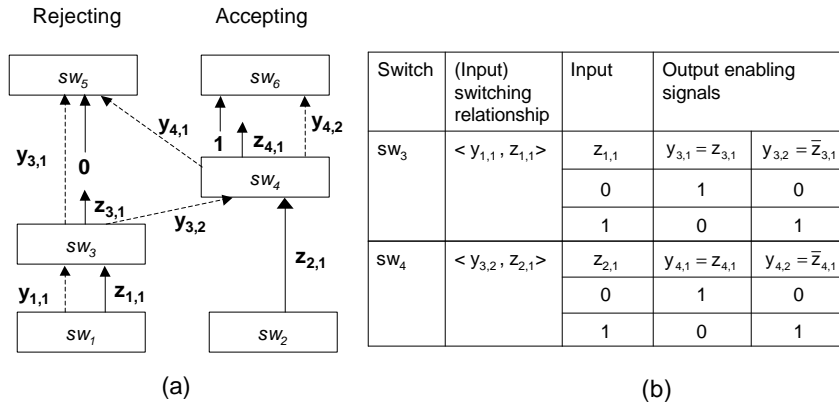 Rejecting Accepting
sw5 sw6
y4,1 1 z4,1 y4,2
y3,1 0
sw4
z3,1 y3,2
sw3 z2,1
y1,1 z1,1
sw1 sw2
(a)
Switch (Input) switching relationship Input Output enabling signals
sw3 < y1,1 , z1,1> z1,1 y3,1 = z3,1 y3,2 = z̅3,1
0 1 0
1 0 1
sw4 < y3,2 , z2,1> z2,1 y4,1 = z4,1 y4,2 = z̅4,1
0 1 0
1 0 1
(b)